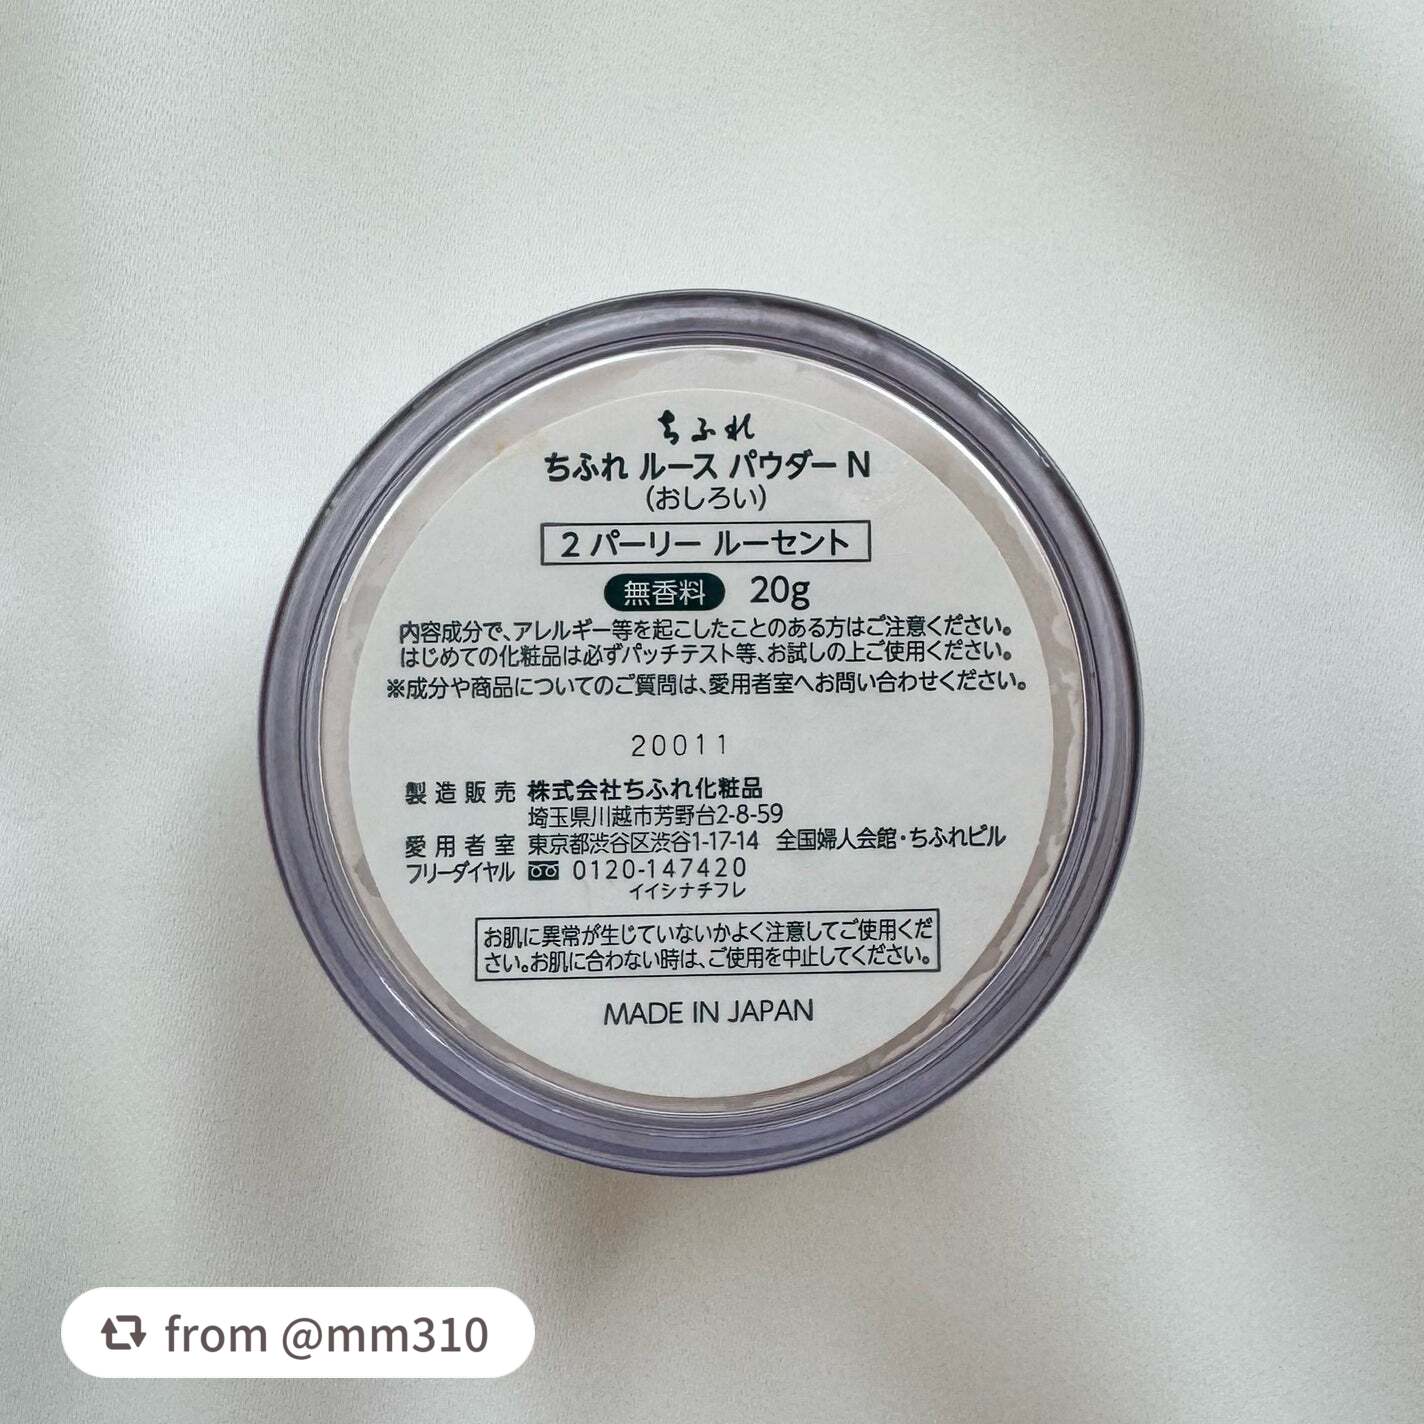 ちふれ
ちふれ ルース パウダー N
(おしろい)
2 パーリー ルーセント
無香料 20g
内容成分で、アレルギー等を起こしたことのある方はご注意ください。
はじめての化粧品は必ずパッチテスト等、お試しの上ご使用ください。
※成分や商品についてのご質問は、愛用者室へお問い合わせください。
20011
製造販売 株式会社ちふれ化粧品
埼玉県川越市芳野台2-8-59
愛用者室 東京都渋谷区渋谷1-17-14 全国婦人会館・ちふれビル
フリーダイヤル 0120-147420
イイシナチフレ
お肌に異常が生じていないかよく注意してご使用くだ
さい。お肌に合わない時は、ご使用を中止してください。
MADE IN JAPAN
from @mm310